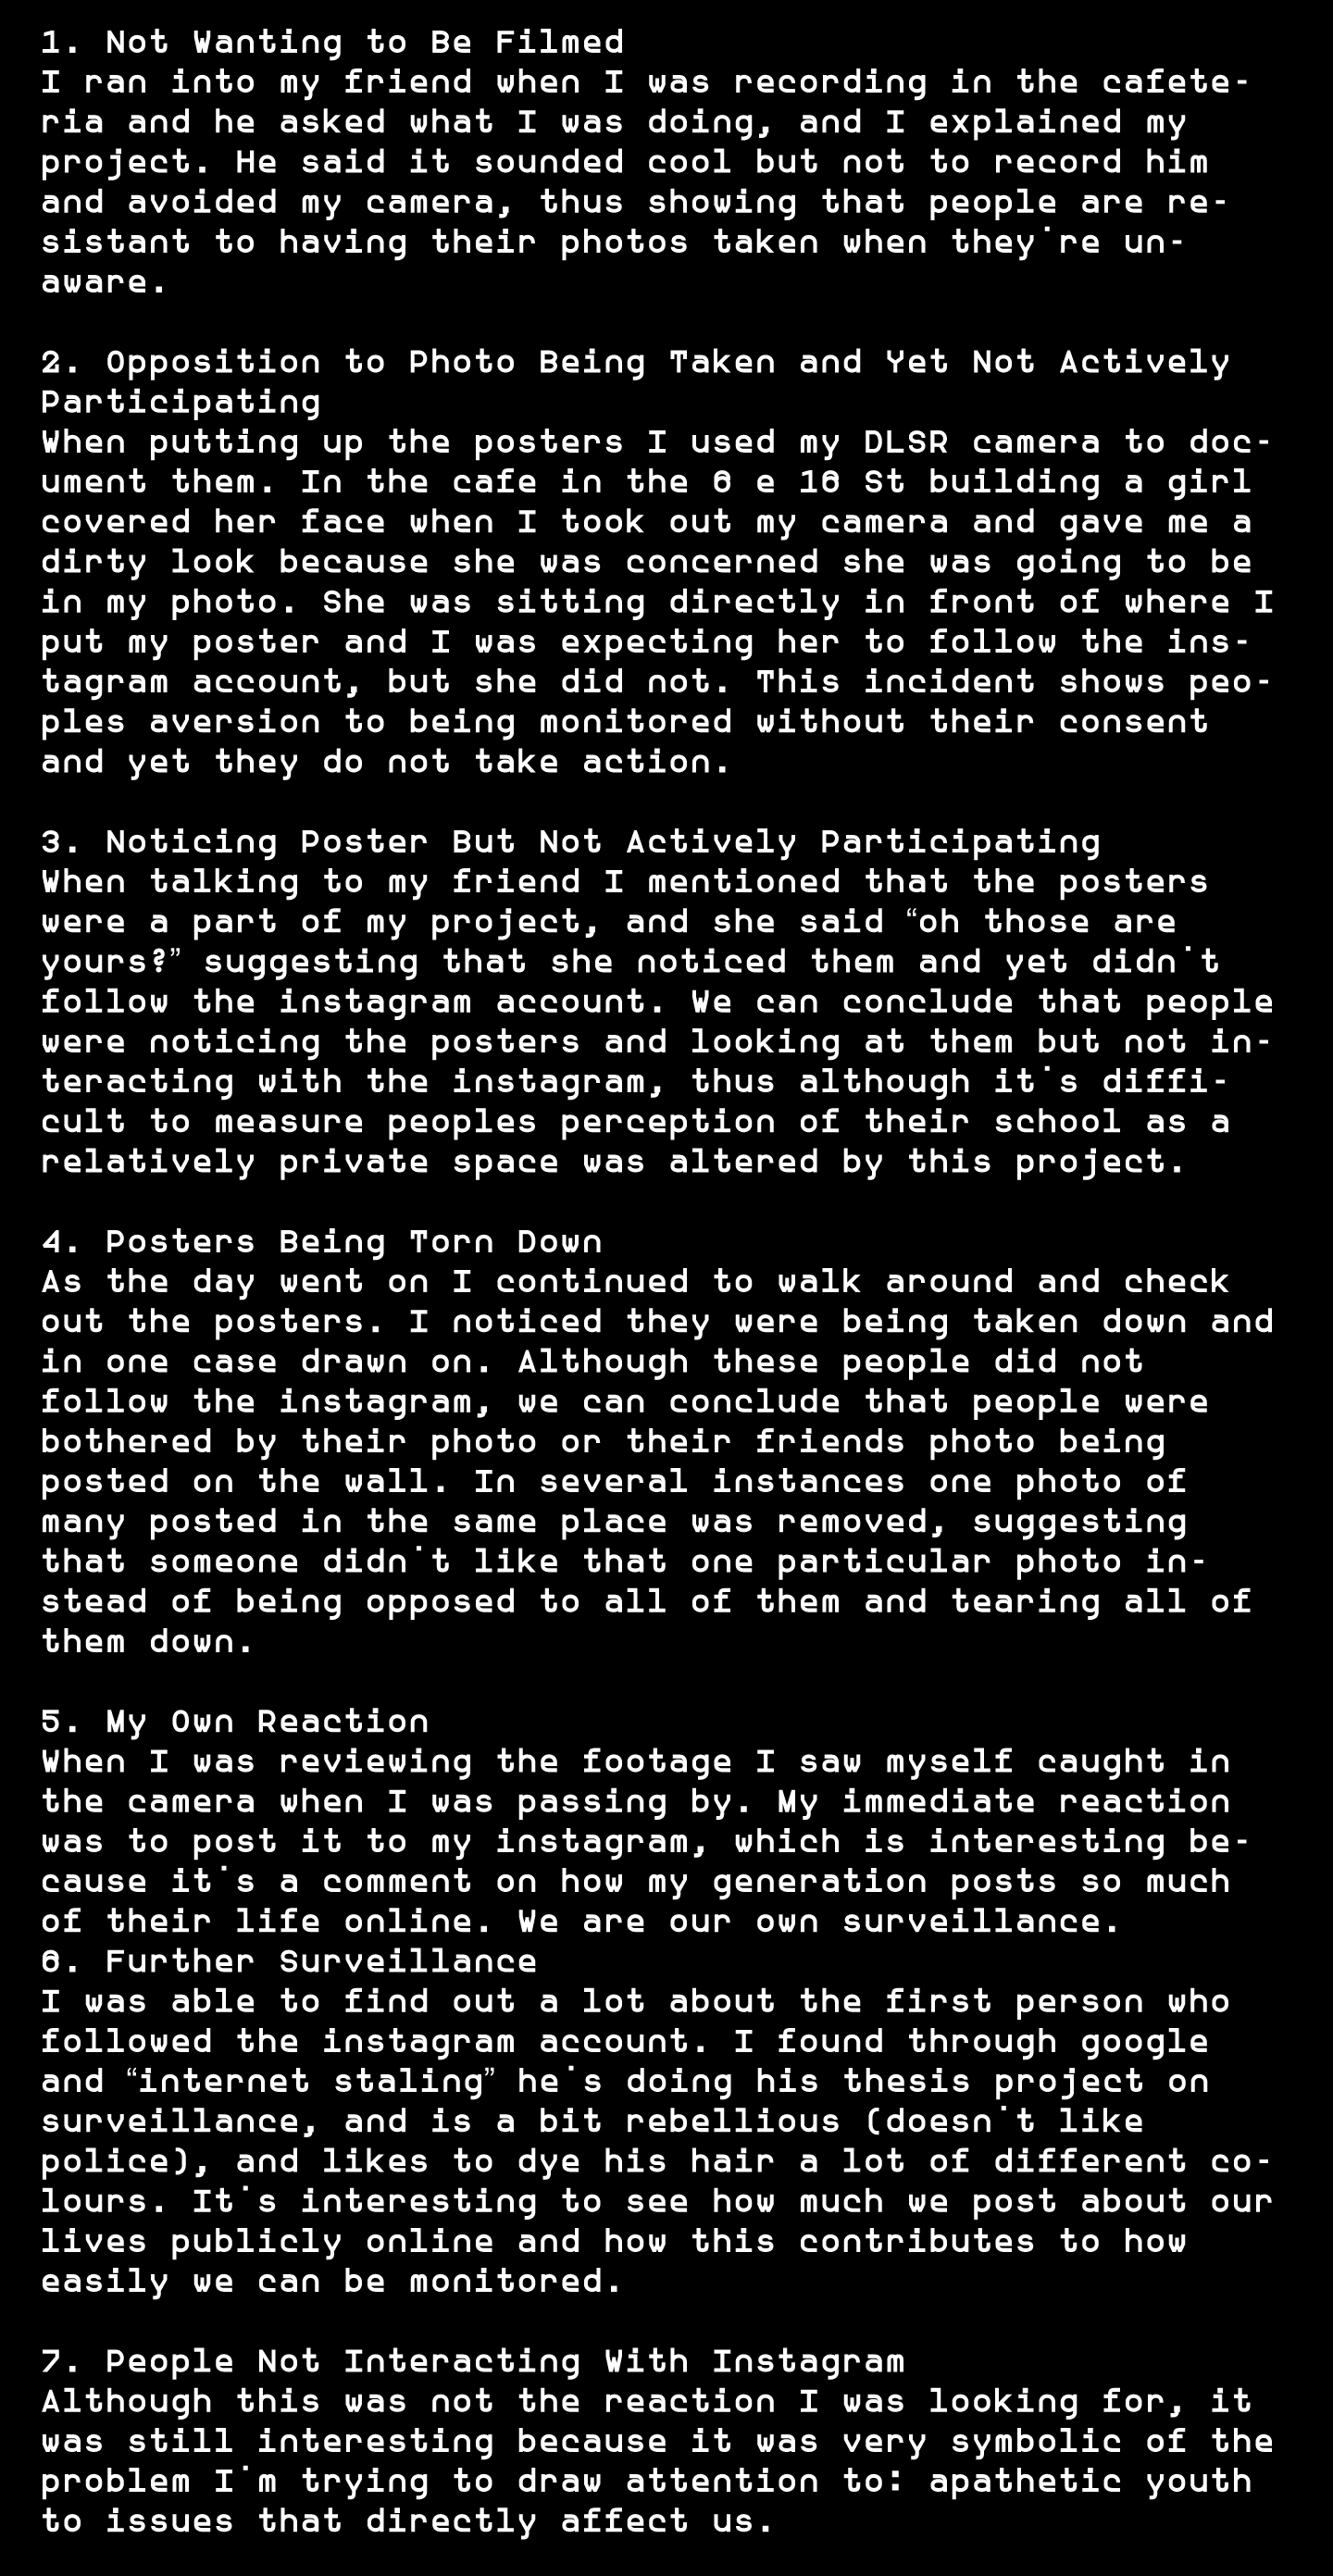 1. Not Wanting to Be Filmed
I ran into my friend when I was recording in the cafete-
ria and he asked what I was doing, and I explained my
project. He said it sounded cool but not to record him
and avoided my camera, thus showing that people are re-
sistant to having their photos taken when they're un-
aware.

2. Opposition to Photo Being Taken and Yet Not Actively
Participating
When putting up the posters I used my DLSR camera to doc-
ument them. In the cafe in the 6 e 16 St building a girl
covered her face when I took out my camera and gave me a
dirty look because she was concerned she was going to be
in my photo. She was sitting directly in front of where I
put my poster and I was expecting her to follow the ins-
tagram account, but she did not. This incident shows peo-
ples aversion to being monitored without their consent
and yet they do not take action.

3. Noticing Poster But Not Actively Participating
When talking to my friend I mentioned that the posters
were a part of my project, and she said “oh those are
yours?” suggesting that she noticed them and yet didn't
follow the instagram account. We can conclude that people
were noticing the posters and looking at them but not in-
teracting with the instagram, thus although it's diffi-
cult to measure peoples perception of their school as a
relatively private space was altered by this project.

4. Posters Being Torn Down
As the day went on I continued to walk around and check
out the posters. I noticed they were being taken down and
in one case drawn on. Although these people did not
follow the instagram, we can conclude that people were
bothered by their photo or their friends photo being
posted on the wall. In several instances one photo of
many posted in the same place was removed, suggesting
that someone didn't like that one particular photo in-
stead of being opposed to all of them and tearing all of
them down.

5. My Own Reaction
When I was reviewing the footage I saw myself caught in
the camera when I was passing by. My immediate reaction
was to post it to my instagram, which is interesting be-
cause it's a comment on how my generation posts so much
of their life online. We are our own surveillance.
6. Further Surveillance
I was able to find out a lot about the first person who
followed the instagram account. I found through google
and “internet staling” he's doing his thesis project on
surveillance, and is a bit rebellious (doesn't like
police), and likes to dye his hair a lot of different co-
lours. It's interesting to see how much we post about our
lives publicly online and how this contributes to how
easily we can be monitored.

7. People Not Interacting With Instagram
Although this was not the reaction I was looking for, it
was still interesting because it was very symbolic of the
problem I'm trying to draw attention to: apathetic youth
to issues that directly affect us.